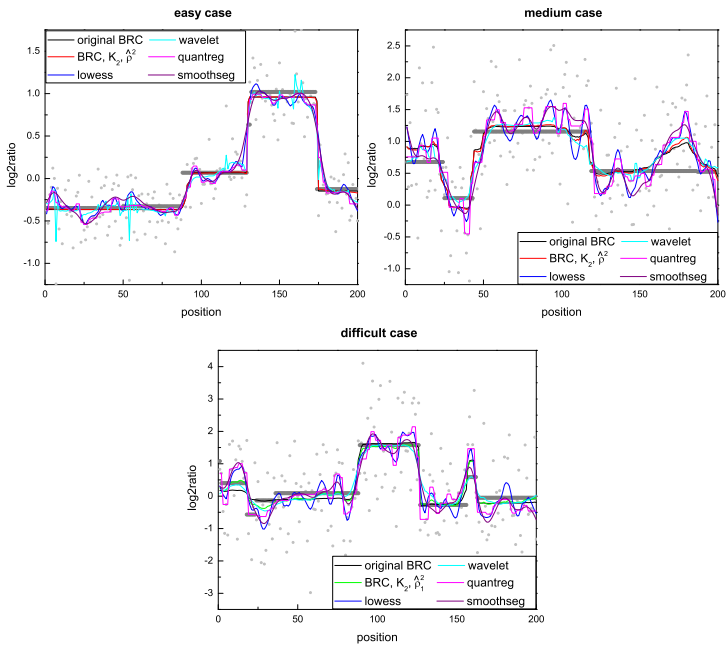 easy case
original BRC wavelet
BRC, K₂, ρ̂² quantreg
lowess smoothseg
1.5
1.0
0.5
0.0
-0.5
-1.0
log2ratio
0 50 100 150 200
position
medium case
2.5
2.0
1.5
1.0
0.5
0.0
-0.5
-1.0
log2ratio
original BRC wavelet
BRC, K₂, ρ̂² quantreg
lowess smoothseg
0 50 100 150 200
position
difficult case
4
3
2
1
0
-1
-2
-3
log2ratio
original BRC wavelet
BRC, K₂, ρ̂₁² quantreg
lowess smoothseg
0 50 100 150 200
position